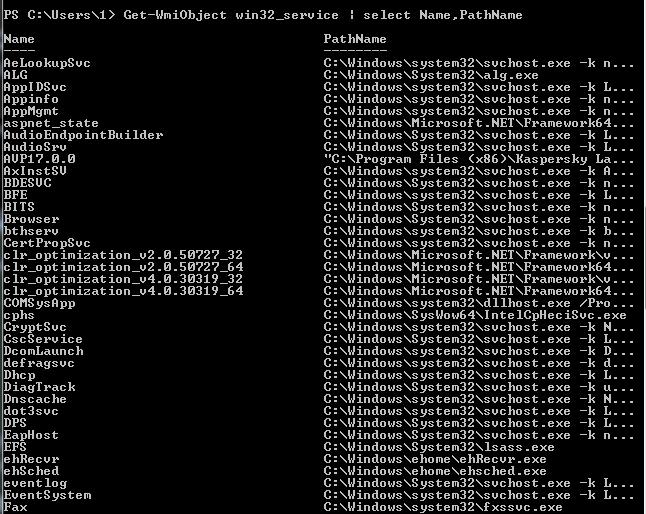 PS C:\Users\1> Get-WmiObject win32_service | select Name,PathName
Name PathName
---- --------
AeLookupSvc C:\Windows\system32\svchost.exe -k n...
ALG C:\Windows\System32\alg.exe
AppIDSvc C:\Windows\system32\svchost.exe -k L...
Appinfo C:\Windows\system32\svchost.exe -k n...
AppMgmt C:\Windows\system32\svchost.exe -k n...
aspnet_state C:\Windows\Microsoft.NET\Framework64...
AudioEndpointBuilder C:\Windows\System32\svchost.exe -k L...
AudioSrv C:\Windows\System32\svchost.exe -k L...
AVP17.0.0 "C:\Program Files (x86)\Kaspersky La...
AxInstSV C:\Windows\system32\svchost.exe -k A...
BDESVC C:\Windows\System32\svchost.exe -k n...
BFE C:\Windows\system32\svchost.exe -k L...
BITS C:\Windows\System32\svchost.exe -k n...
Browser C:\Windows\System32\svchost.exe -k n...
bthserv C:\Windows\system32\svchost.exe -k b...
CertPropSvc C:\Windows\system32\svchost.exe -k n...
clr_optimization_v2.0.50727_32 C:\Windows\Microsoft.NET\Framework\v...
clr_optimization_v2.0.50727_64 C:\Windows\Microsoft.NET\Framework64...
clr_optimization_v4.0.30319_32 C:\Windows\Microsoft.NET\Framework\v...
clr_optimization_v4.0.30319_64 C:\Windows\Microsoft.NET\Framework64...
COMSysApp C:\Windows\system32\dllhost.exe /Pro...
cphs C:\Windows\SysWow64\IntelCpHeciSvc.exe
CryptSvc C:\Windows\system32\svchost.exe -k N...
CscService C:\Windows\System32\svchost.exe -k L...
DcomLaunch C:\Windows\system32\svchost.exe -k D...
defragsvc C:\Windows\system32\svchost.exe -k d...
Dhcp C:\Windows\system32\svchost.exe -k L...
DiagTrack C:\Windows\System32\svchost.exe -k u...
Dnscache C:\Windows\system32\svchost.exe -k N...
dot3svc C:\Windows\system32\svchost.exe -k L...
DPS C:\Windows\System32\svchost.exe -k L...
EapHost C:\Windows\System32\svchost.exe -k n...
EFS C:\Windows\System32\lsass.exe
ehRecvr C:\Windows\ehome\ehRecvr.exe
ehSched C:\Windows\ehome\ehsched.exe
eventlog C:\Windows\System32\svchost.exe -k L...
EventSystem C:\Windows\system32\svchost.exe -k L...
Fax C:\Windows\system32\fxssvc.exe